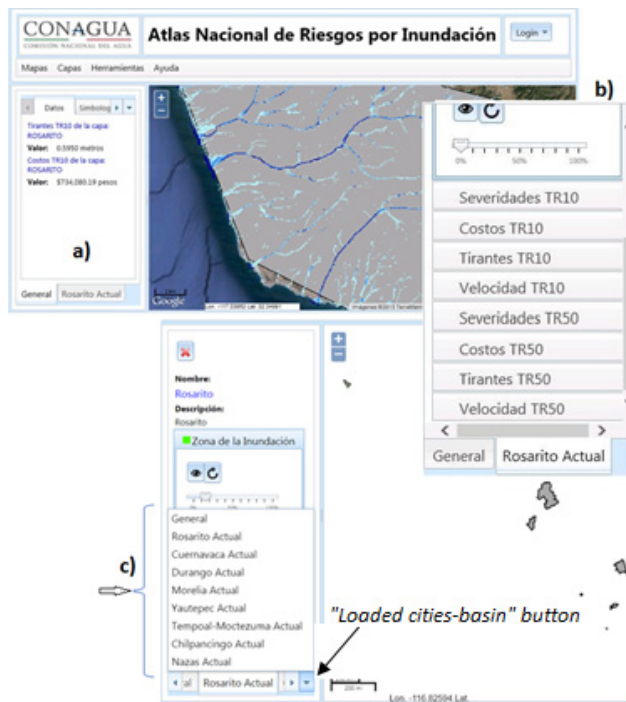 CONAGUA
COMISIÓN NACIONAL DEL AGUA
Atlas Nacional de Riesgos por Inundación
Login
Mapas Capas Herramientas Ayuda
Datos Simbolog
Tirantes TR10 de la capa:
ROSARITO
Valor: 0.5950 metros
Costos TR10 de la capa:
ROSARITO
Valor: $734,080.19 pesos
a)
General Rosarito Actual
Google
b)
0% 50% 100%
Severidades TR10
Costos TR10
Tirantes TR10
Velocidad TR10
Severidades TR50
Costos TR50
Tirantes TR50
Velocidad TR50
General Rosarito Actual
Nombre:
Rosarito
Descripción:
Rosarito
Zona de la Inundación
c)
General
Rosarito Actual
Cuernavaca Actual
Durango Actual
Morelia Actual
Yautepec Actual
Tempoal-Moctezuma Actual
Chilpancingo Actual
Nazas Actual
al Rosarito Actual
"Loaded cities-basin" button
200 m
Lon. -116.82594 Lat.